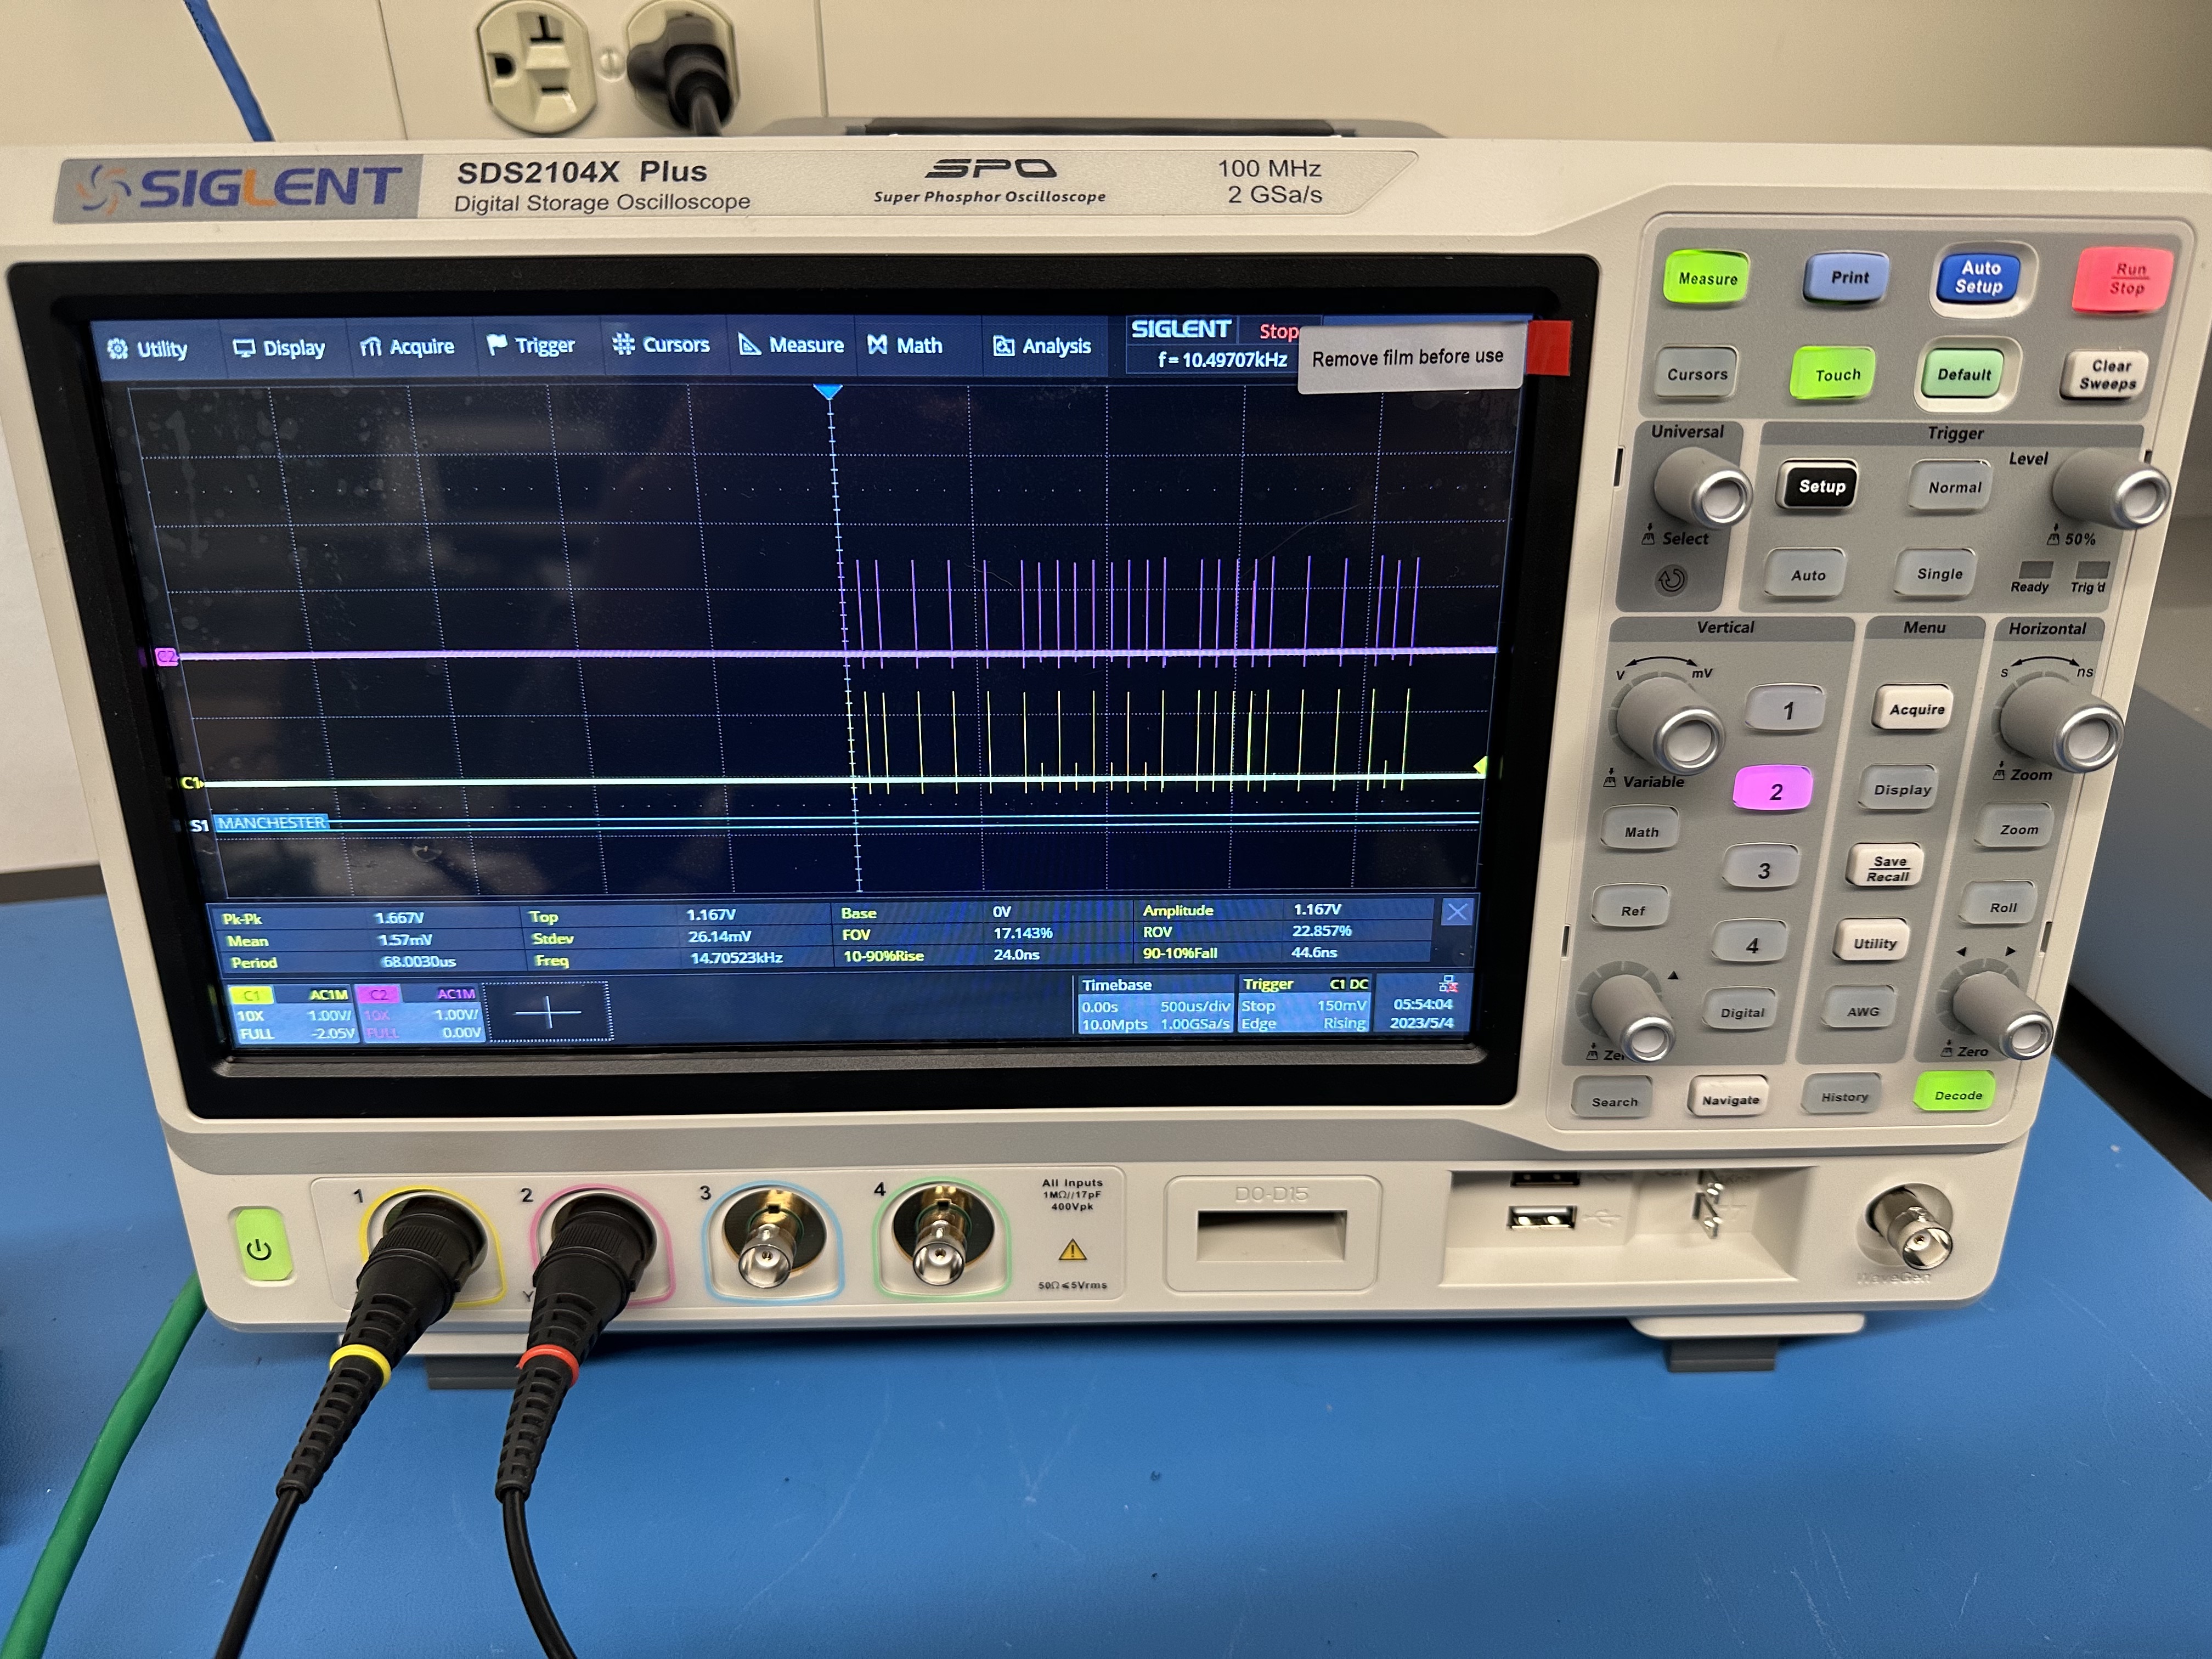 SIGLENT
SDS2104X Plus
Digital Storage Oscilloscope
SPO
Super Phosphor Oscilloscope
100 MHz
2 GSa/s
Utility Display Acquire Trigger Cursors Measure Math Analysis
SIGLENT Stop
f = 10.49707kHz
Remove film before use
C2
C1
S1 MANCHESTER
Pk-Pk 1.667V Top 1.167V Base 0V Amplitude 1.167V
Mean 1.57mV Stdev 26.14mV FOV 17.143% ROV 22.857%
Period 68.0030us Freq 14.70523kHz 10-90%Rise 24.0ns 90-10%Fall 44.6ns
C1 AC1M
10X 1.00V/
FULL -2.05V
C2 AC1M
10X 1.00V/
FULL 0.00V
Timebase
0.00s 500us/div
10.0Mpts 1.00GSa/s
Trigger C1 DC
Stop 150mV
Edge Rising
05:54:04
2023/5/4
Measure
Print
Auto
Setup
Run
Stop
Cursors
Touch
Default
Clear
Sweeps
Universal
Select
Trigger
Setup
Normal
Level
50%
Auto
Single
Ready
Trig'd
Vertical
V mV
Variable
1
2
Math
3
Ref
4
Digital
Menu
Acquire
Display
Save
Recall
Utility
AWG
Horizontal
s ns
Zoom
Zoom
Roll
Zero
Search
Navigate
History
Decode
1
2
3
4
All Inputs
1MΩ//17pF
400Vpk
50Ω≤5Vrms
D0-D15
WaveGen